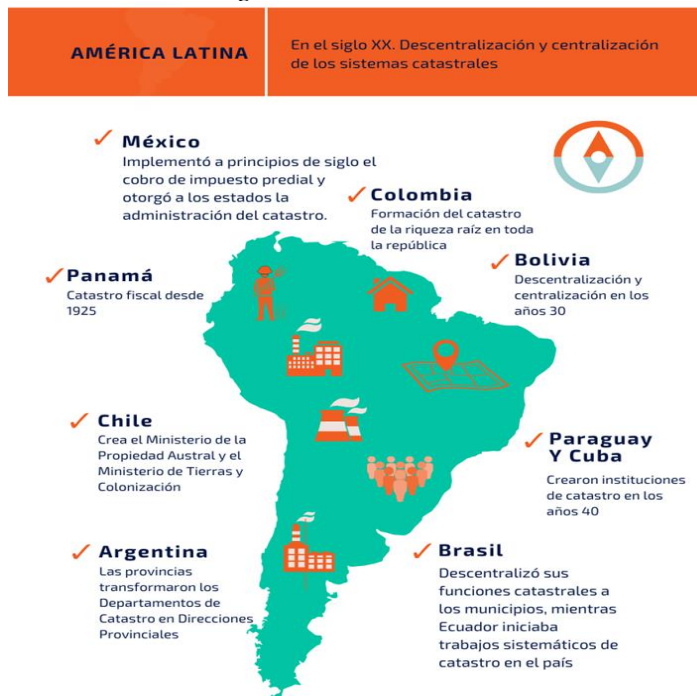 AMÉRICA LATINA
En el siglo XX. Descentralización y centralización
de los sistemas catastrales
México
Implementó a principios de siglo el
cobro de impuesto predial y
otorgó a los estados la
administración del catastro.
Colombia
Formación del catastro
de la riqueza raíz en toda
la república
Bolivia
Descentralización y
centralización en los
años 30
Panamá
Catastro fiscal desde
1925
Chile
Crea el Ministerio de la
Propiedad Austral y el
Ministerio de Tierras y
Colonización
Paraguay
Y Cuba
Crearon instituciones
de catastro en los
años 40
Argentina
Las provincias
transformaron los
Departamentos de
Catastro en Direcciones
Provinciales
Brasil
Descentralizó sus
funciones catastrales a
los municipios, mientras
Ecuador iniciaba
trabajos sistemáticos de
catastro en el país